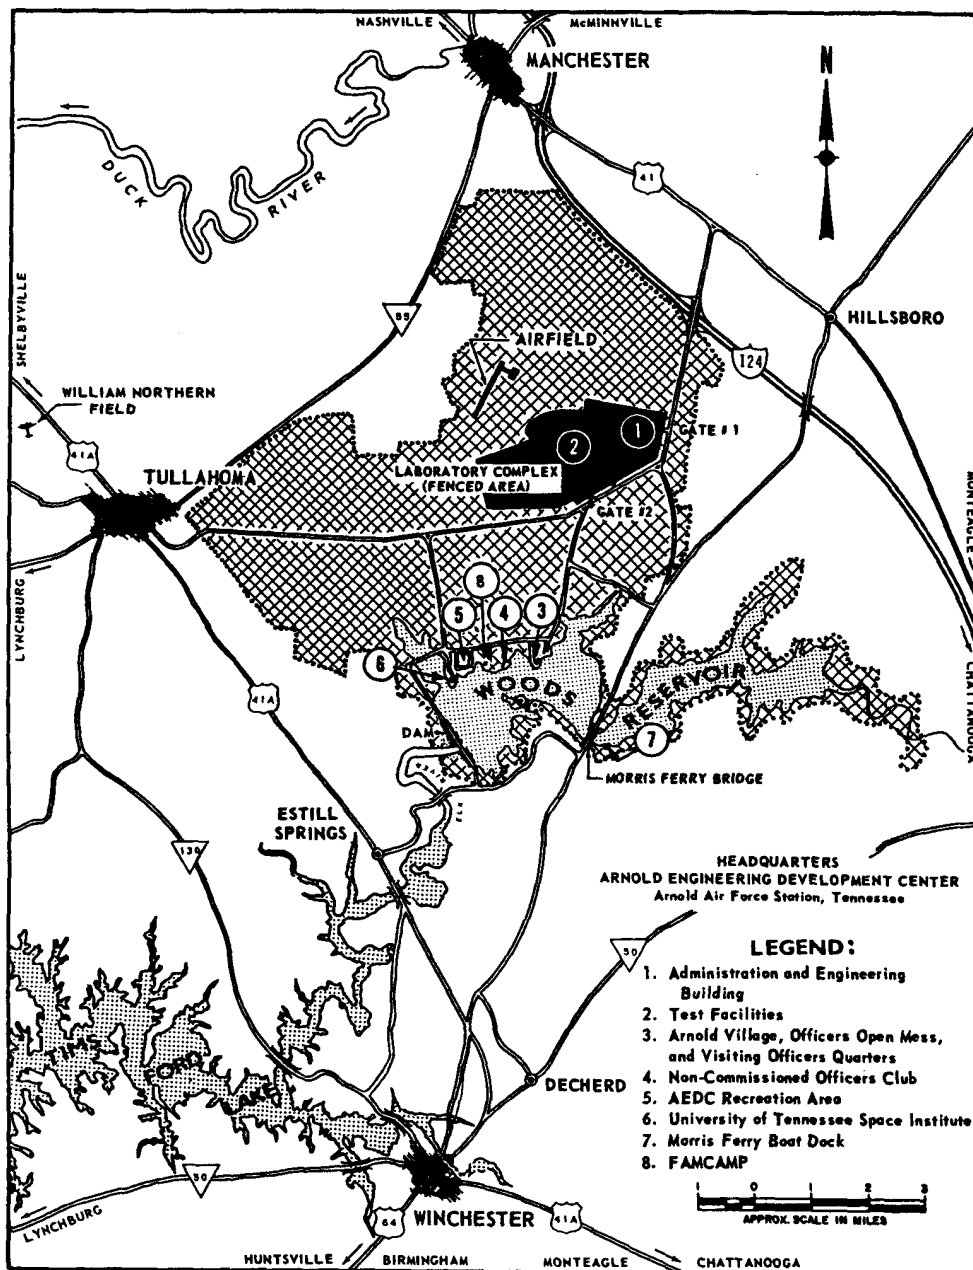 NASHVILLE
McMINNVILLE
MANCHESTER
N
DUCK
RIVER
41
SHELBYVILLE
55
HILLSBORO
AIRFIELD
I24
WILLIAM NORTHERN
FIELD
1
2
GATE #1
41A
TULLAHOMA
LABORATORY COMPLEX
(FENCED AREA)
GATE #2
MONTEAGLE
LYNCHBURG
8
5
4
3
6
WOODS
RESERVOIR
CHATTANOOGA
41A
DAM
7
MORRIS FERRY BRIDGE
RIVER
ELK
ESTILL
SPRINGS
130
HEADQUARTERS
ARNOLD ENGINEERING DEVELOPMENT CENTER
Arnold Air Force Station, Tennessee
50
LEGEND:
1. Administration and Engineering
Building
2. Test Facilities
3. Arnold Village, Officers Open Mess,
and Visiting Officers Quarters
4. Non-Commissioned Officers Club
5. AEDC Recreation Area
6. University of Tennessee Space Institute
7. Morris Ferry Boat Dock
8. FAMCAMP
TIMS
FORD
LAKE
DECHERD
50
1 0 1 2 3
APPROX. SCALE IN MILES
LYNCHBURG
64
WINCHESTER
41A
HUNTSVILLE
BIRMINGHAM
MONTEAGLE
CHATTANOOGA